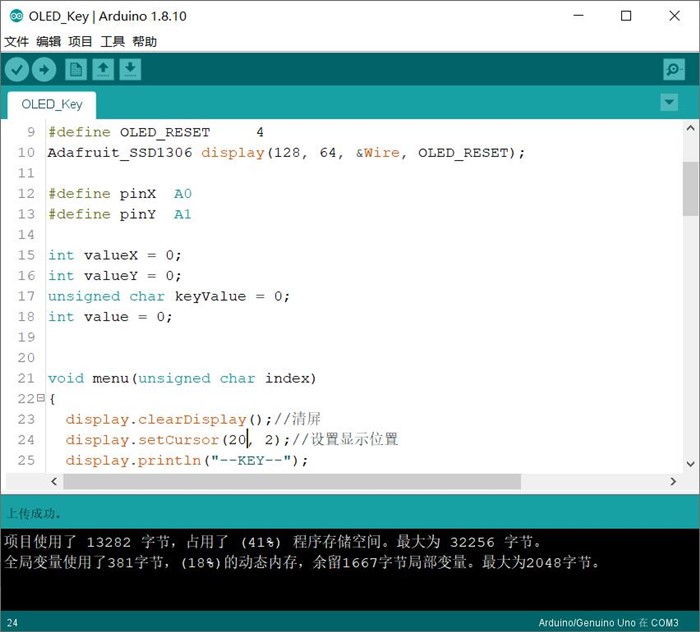 OLED_Key | Arduino 1.8.10
文件 编辑 项目 工具 帮助
OLED_Key
9 #define OLED_RESET     4
10 Adafruit_SSD1306 display(128, 64, &Wire, OLED_RESET);
11
12 #define pinX  A0
13 #define pinY  A1
14
15 int valueX = 0;
16 int valueY = 0;
17 unsigned char keyValue = 0;
18 int value = 0;
19
20
21 void menu(unsigned char index)
22 {
23   display.clearDisplay();//清屏
24   display.setCursor(20, 2);//设置显示位置
25   display.println("--KEY--");
上传成功。
项目使用了 13282 字节，占用了 (41%) 程序存储空间。最大为 32256 字节。
全局变量使用了381字节，(18%)的动态内存，余留1667字节局部变量。最大为2048字节。
24 Arduino/Genuino Uno 在 COM3